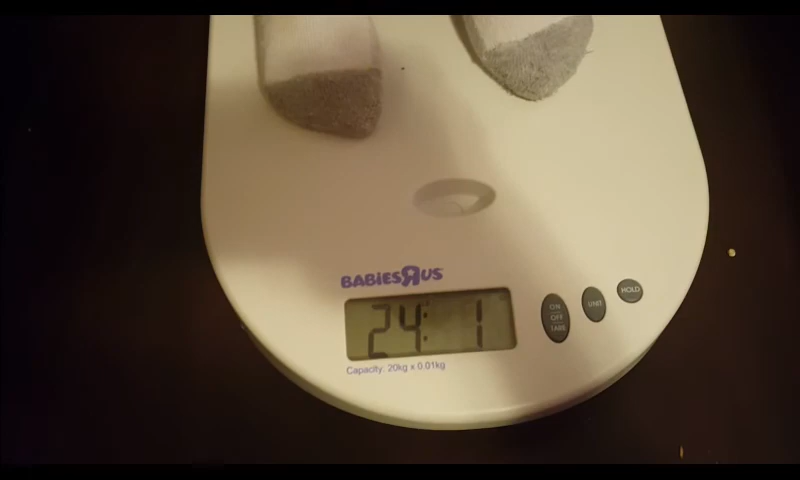 BABIESRUS
24: 1
Capacity: 20kg x 0.01kg
ON
OFF
TARE
UNIT
HOLD